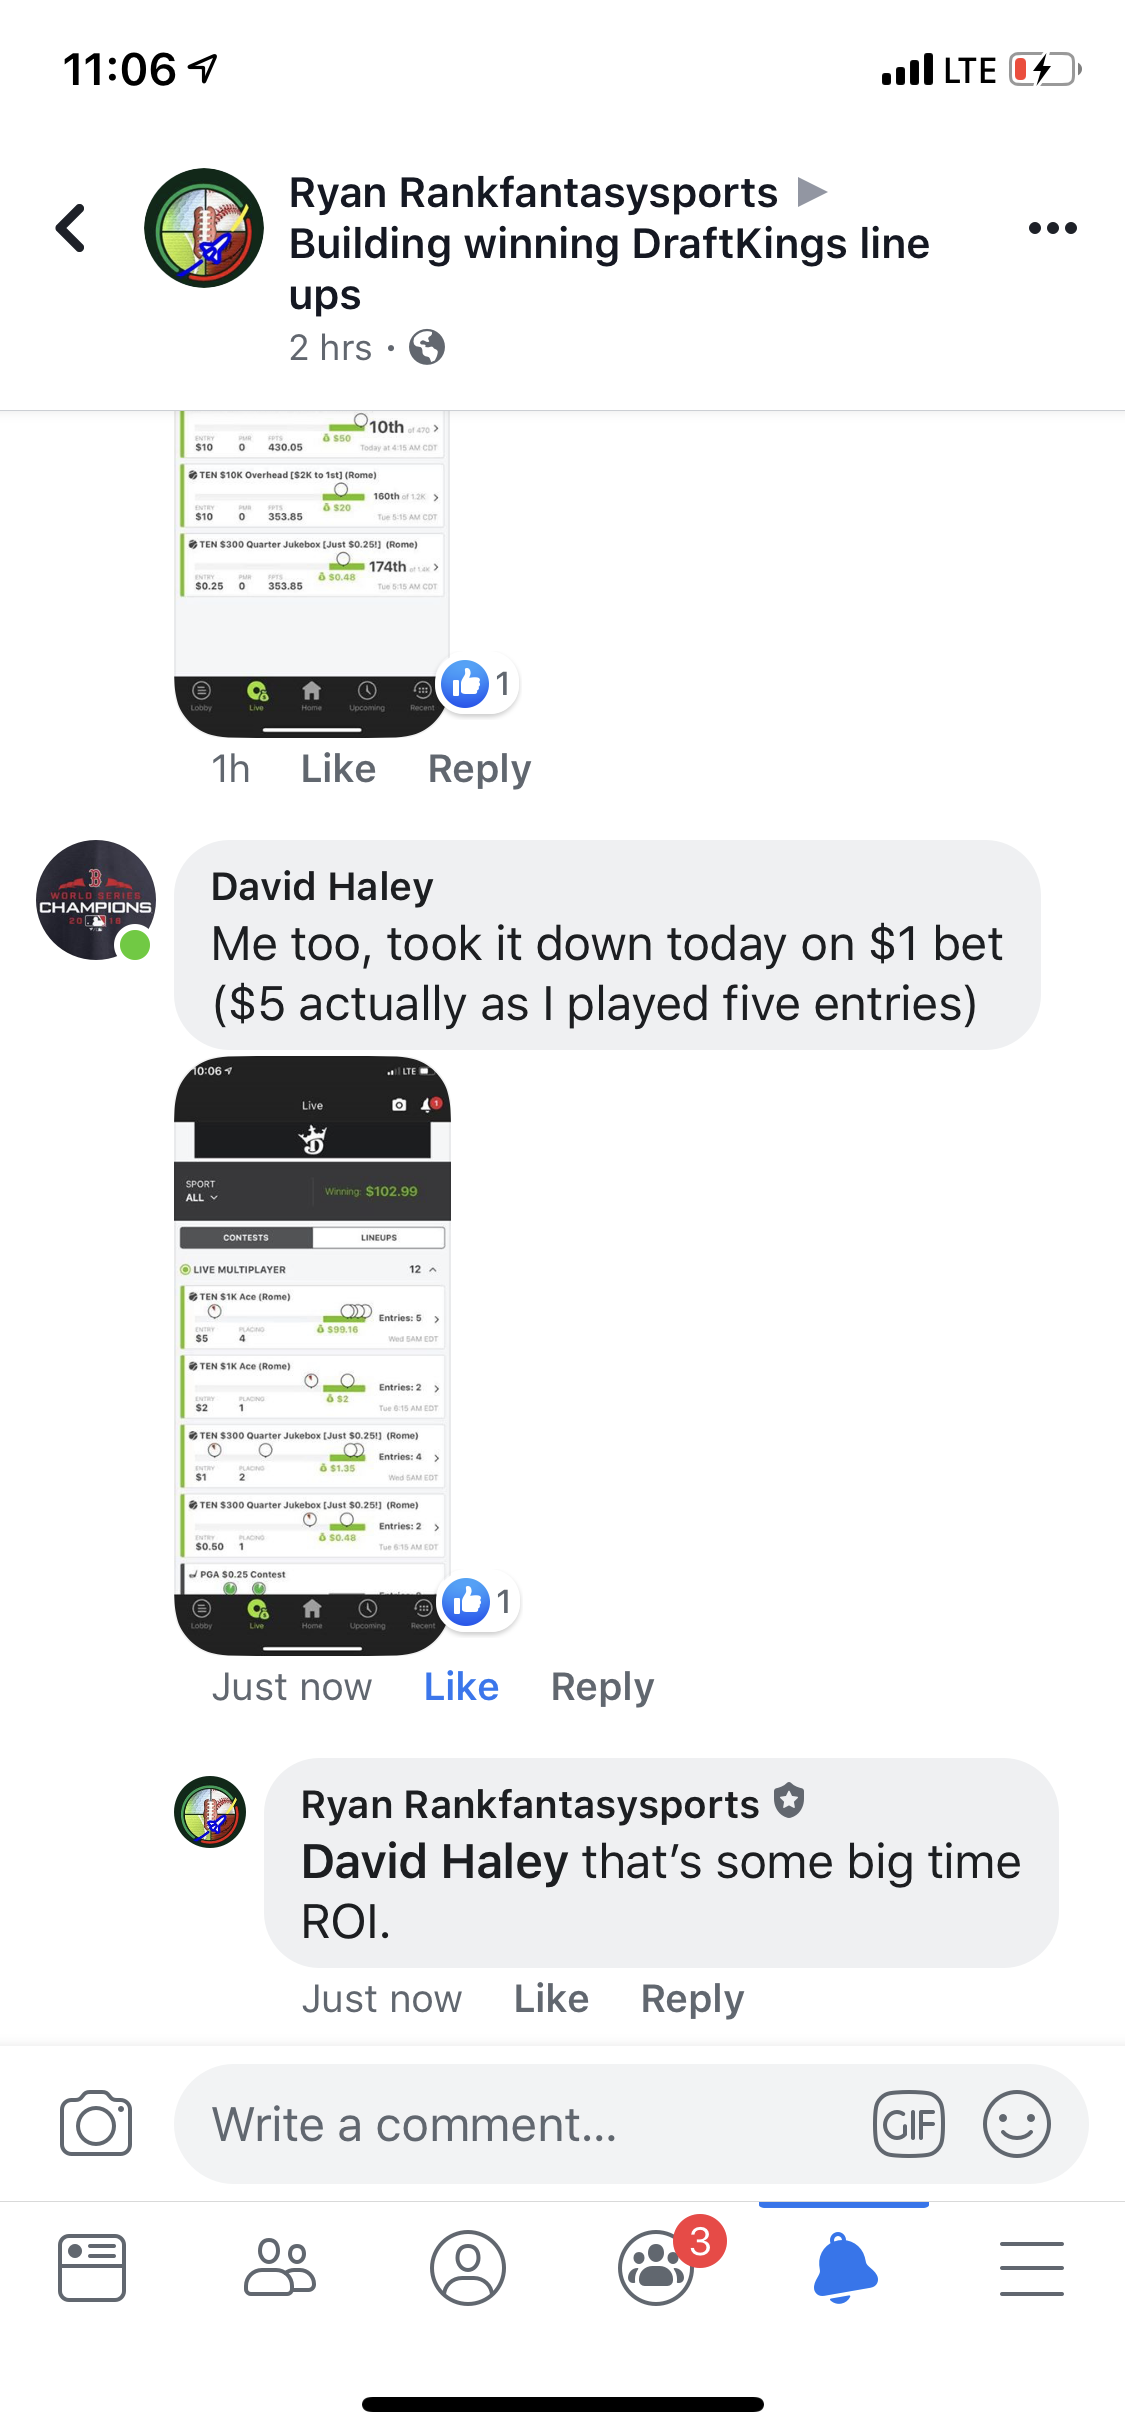 11:06
LTE
Ryan Rankfantasysports
Building winning DraftKings line
ups
2 hrs ·
10th of 470
$50
ENTRY PMR FPTS
$10 0 430.05
Today at 4:15 AM CDT
TEN $10K Overhead [$2K to 1st] (Rome)
160th of 1.2K
$20
ENTRY PMR FPTS
$10 0 353.85
Tue 5:15 AM CDT
TEN $300 Quarter Jukebox [Just $0.25!] (Rome)
174th of 1.4K
$0.48
ENTRY PMR FPTS
$0.25 0 353.85
Tue 5:15 AM CDT
Lobby Live Home Upcoming Recent
1
1h Like Reply
B
WORLD SERIES
CHAMPIONS
2018
David Haley
Me too, took it down today on $1 bet
($5 actually as I played five entries)
10:06 LTE
Live
1
SPORT
ALL
Winning: $102.99
CONTESTS LINEUPS
LIVE MULTIPLAYER 12
TEN $1K Ace (Rome)
Entries: 5
$99.16
ENTRY PLACING
$5 4
Wed 5AM EDT
TEN $1K Ace (Rome)
Entries: 2
$2
ENTRY PLACING
$2 1
Tue 6:15 AM EDT
TEN $300 Quarter Jukebox [Just $0.25!] (Rome)
Entries: 4
$1.35
ENTRY PLACING
$1 2
Wed 5AM EDT
TEN $300 Quarter Jukebox [Just $0.25!] (Rome)
Entries: 2
$0.48
ENTRY PLACING
$0.50 1
Tue 6:15 AM EDT
PGA $0.25 Contest
Lobby Live Home Upcoming Recent
1
Just now Like Reply
Ryan Rankfantasysports
David Haley that's some big time
ROI.
Just now Like Reply
Write a comment...
GIF
3